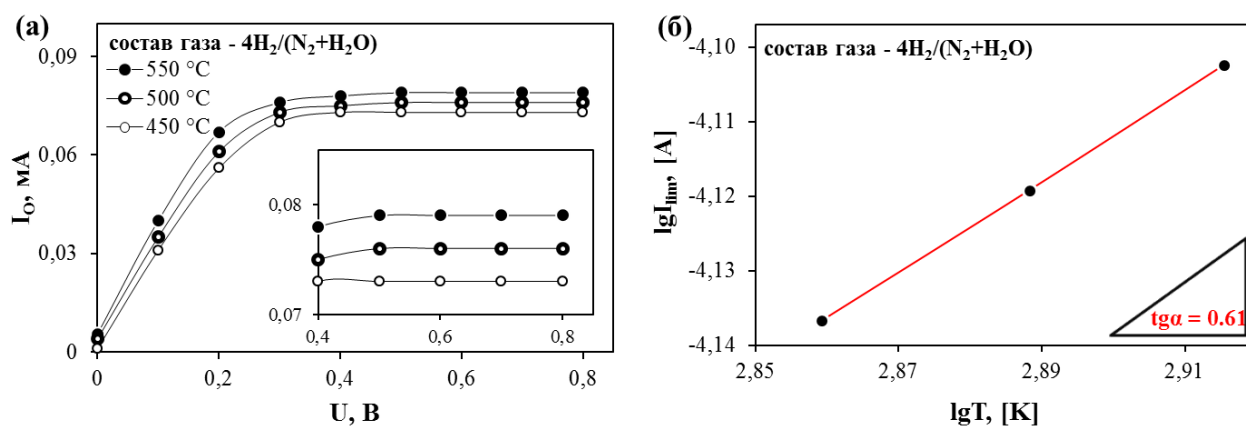 (а)
состав газа - 4H₂/(N₂+H₂O)
550 °C
500 °C
450 °C
0,09
0,06
0,03
0
I_O, мА
0
0,2
0,4
0,6
0,8
U, В
0,08
0,07
0,4
0,6
0,8
(б)
состав газа - 4H₂/(N₂+H₂O)
-4,10
-4,11
-4,12
-4,13
-4,14
lgI_lim, [A]
2,85
2,87
2,89
2,91
lgT, [K]
tgα = 0.61